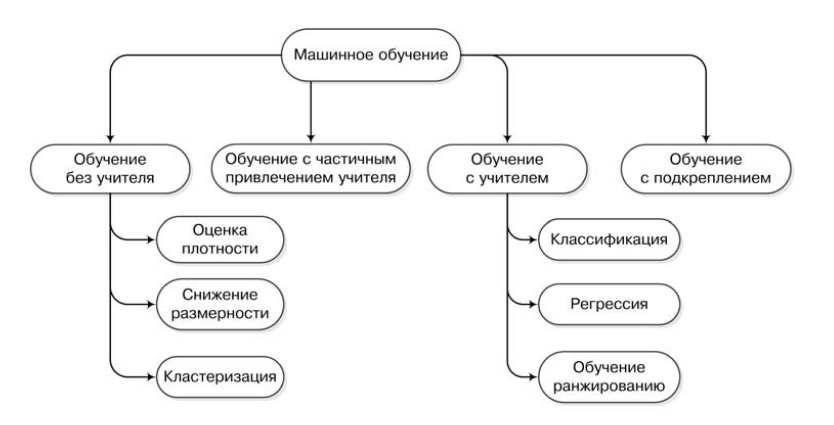 Машинное обучение
Обучение
без учителя
Обучение с частичным
привлечением учителя
Обучение
с учителем
Обучение
с подкреплением
Оценка
плотности
Снижение
размерности
Кластеризация
Классификация
Регрессия
Обучение
ранжированию